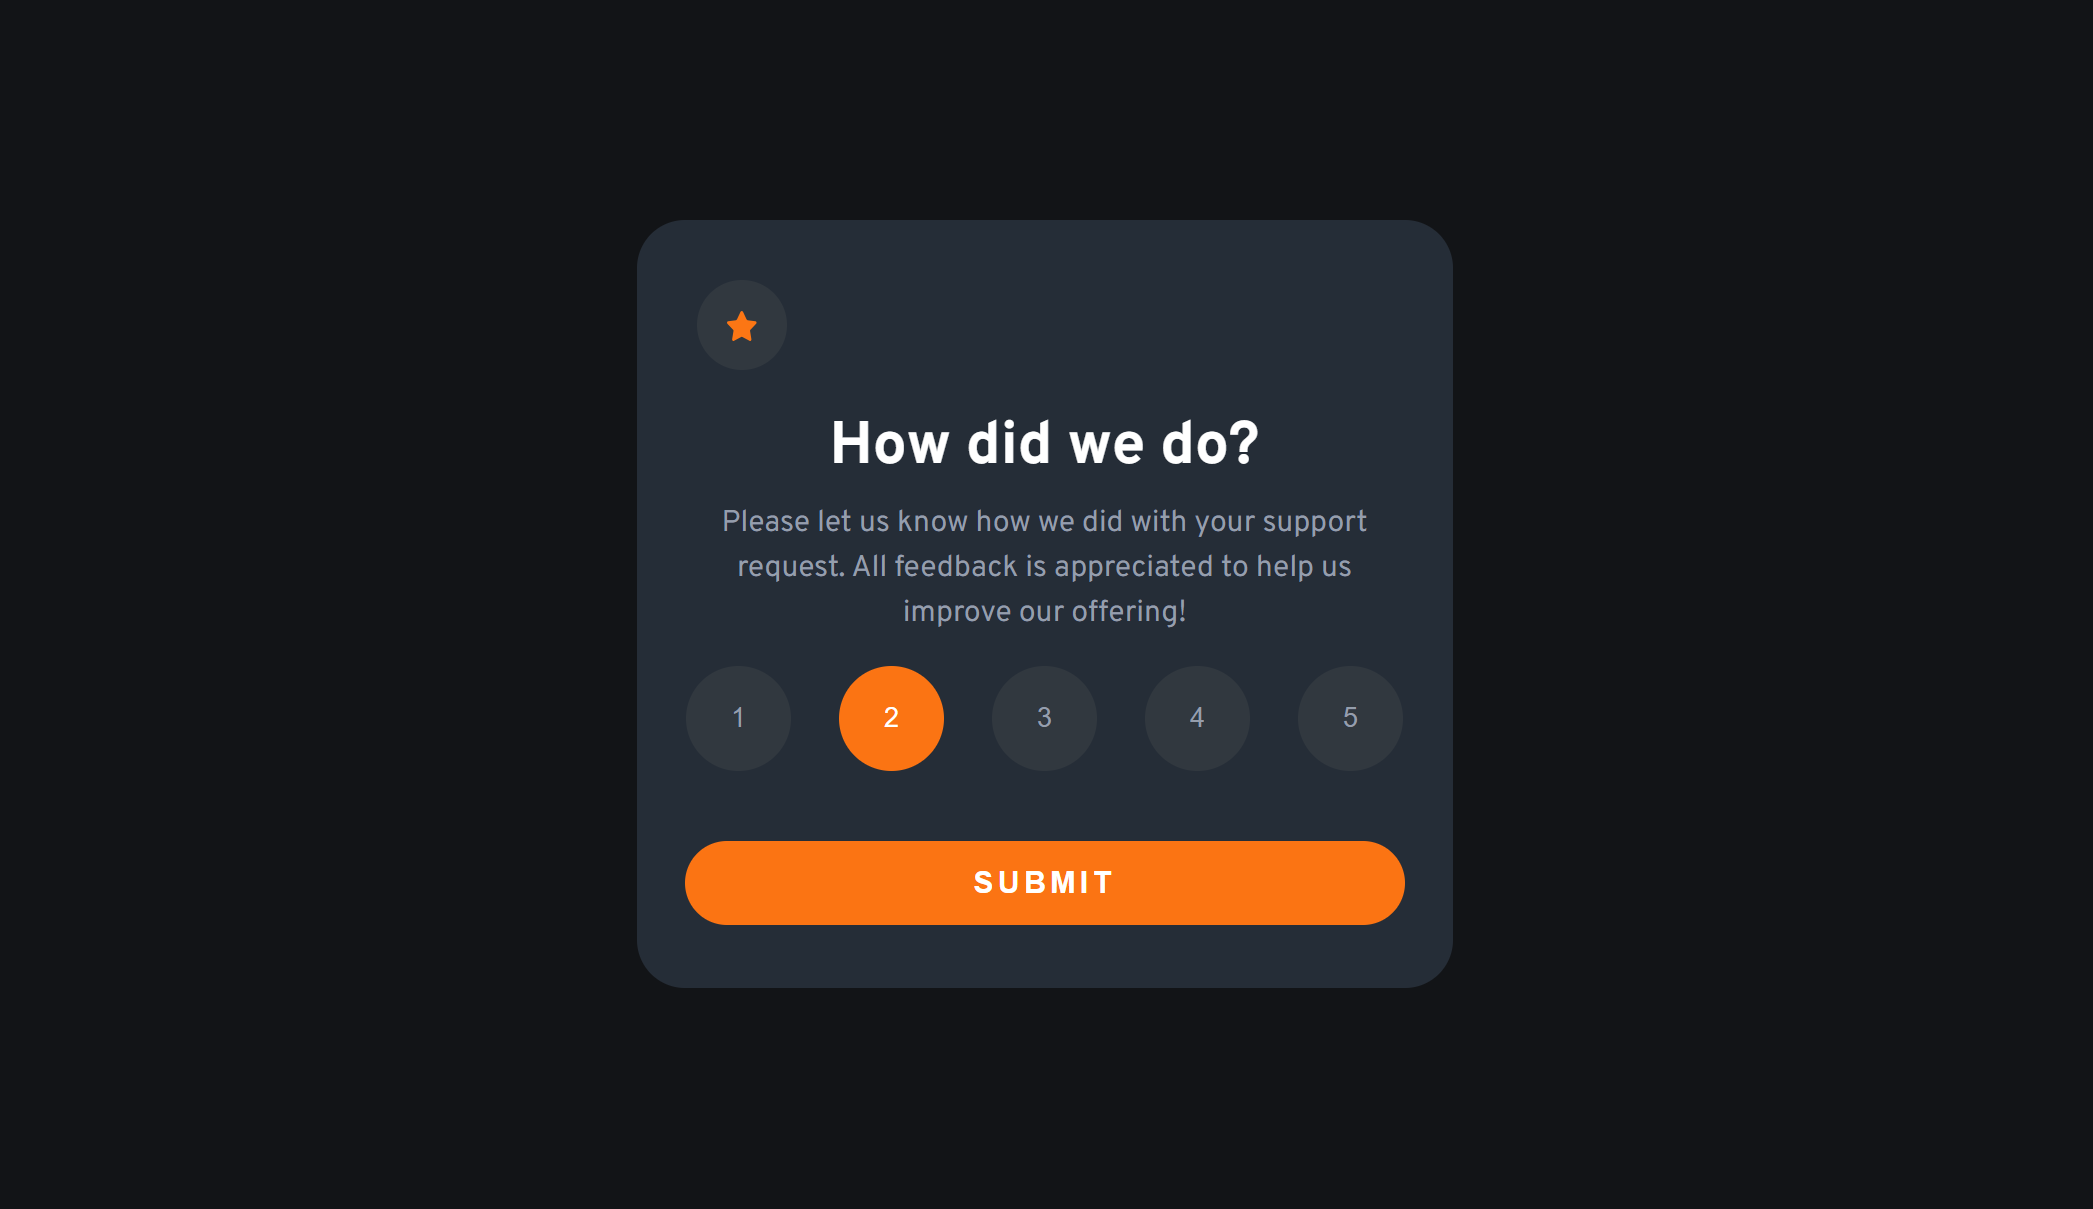 How did we do?
Please let us know how we did with your support
request. All feedback is appreciated to help us
improve our offering!
1 2 3 4 5
SUBMIT